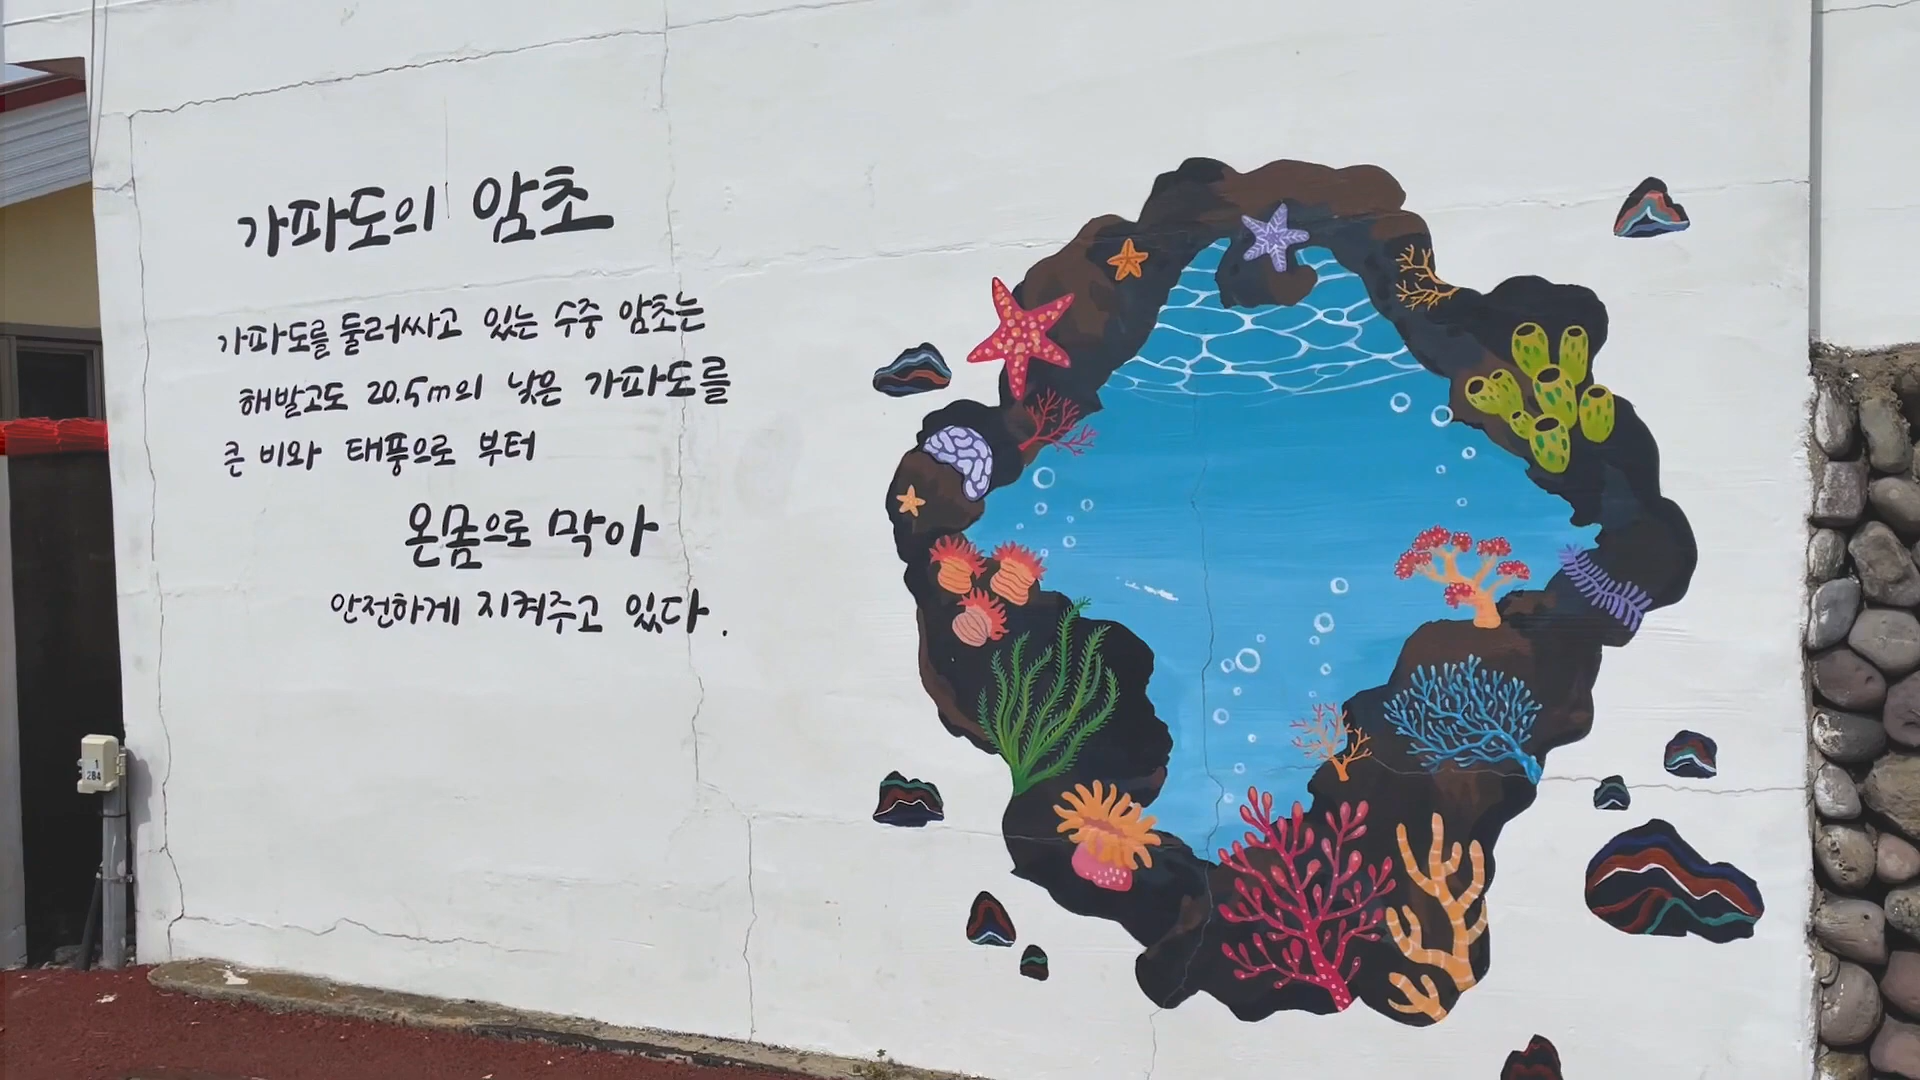 가파도의 암초
가파도를 둘러싸고 있는 수중 암초는
해발고도 20.5m의 낮은 가파도를
큰 비와 태풍으로 부터
온몸으로 막아
안전하게 지켜주고 있다.
1
284